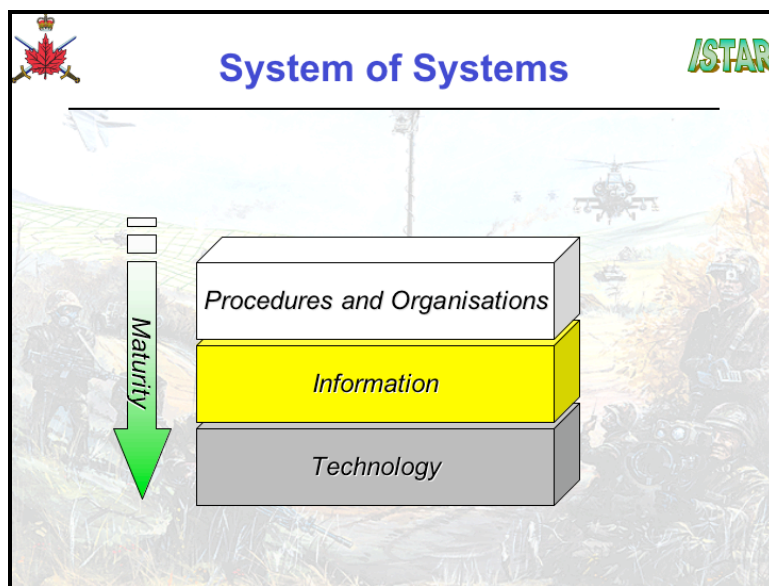 System of Systems
ISTAR
Procedures and Organisations
Maturity
Information
Technology